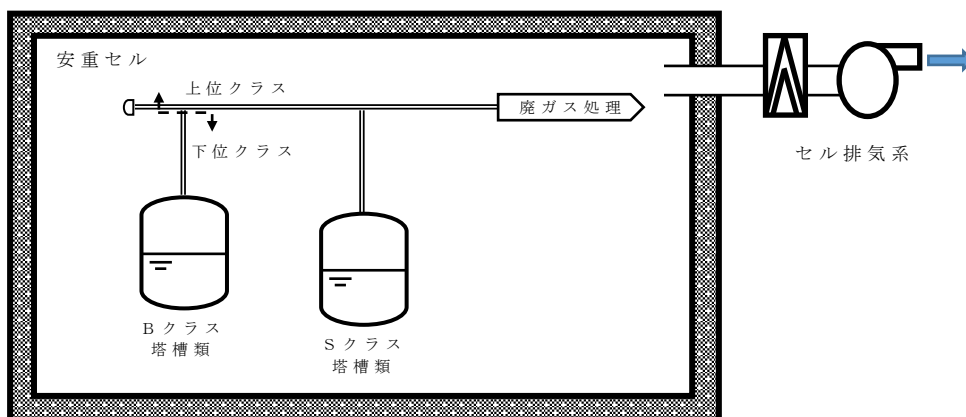 安重セル
上位クラス
廃ガス処理
下位クラス
セル排気系
Bクラス
塔槽類
Sクラス
塔槽類